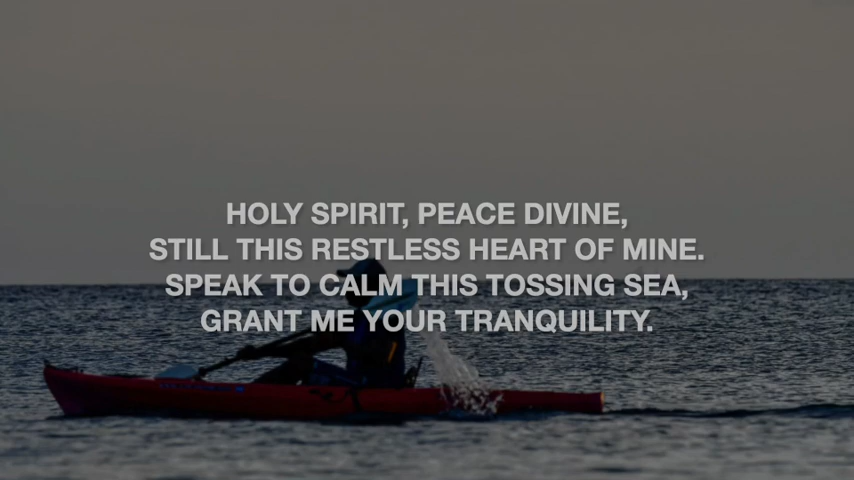 HOLY SPIRIT, PEACE DIVINE,
STILL THIS RESTLESS HEART OF MINE.
SPEAK TO CALM THIS TOSSING SEA,
GRANT ME YOUR TRANQUILITY.